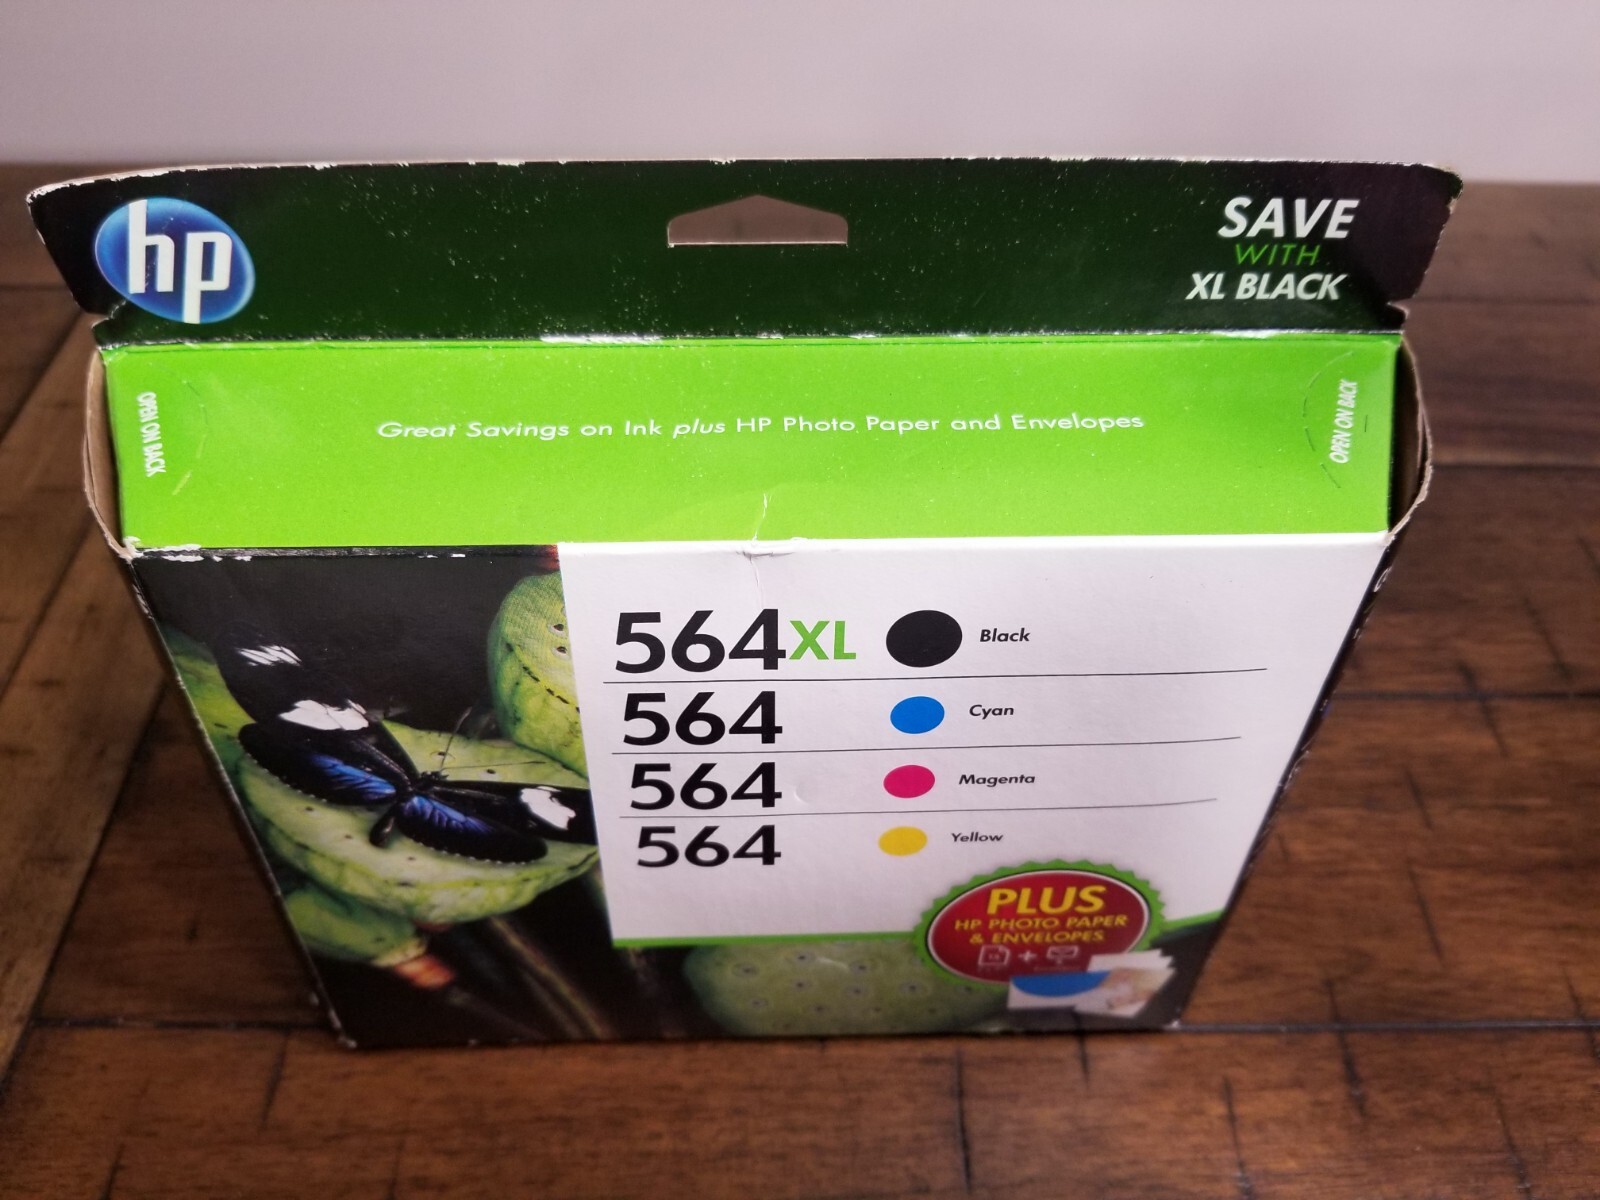 hp
SAVE
WITH
XL BLACK
OPEN ON BACK
Great Savings on Ink plus HP Photo Paper and Envelopes
OPEN ON BACK
564XL Black
564 Cyan
564 Magenta
564 Yellow
PLUS
HP PHOTO PAPER
& ENVELOPES
+